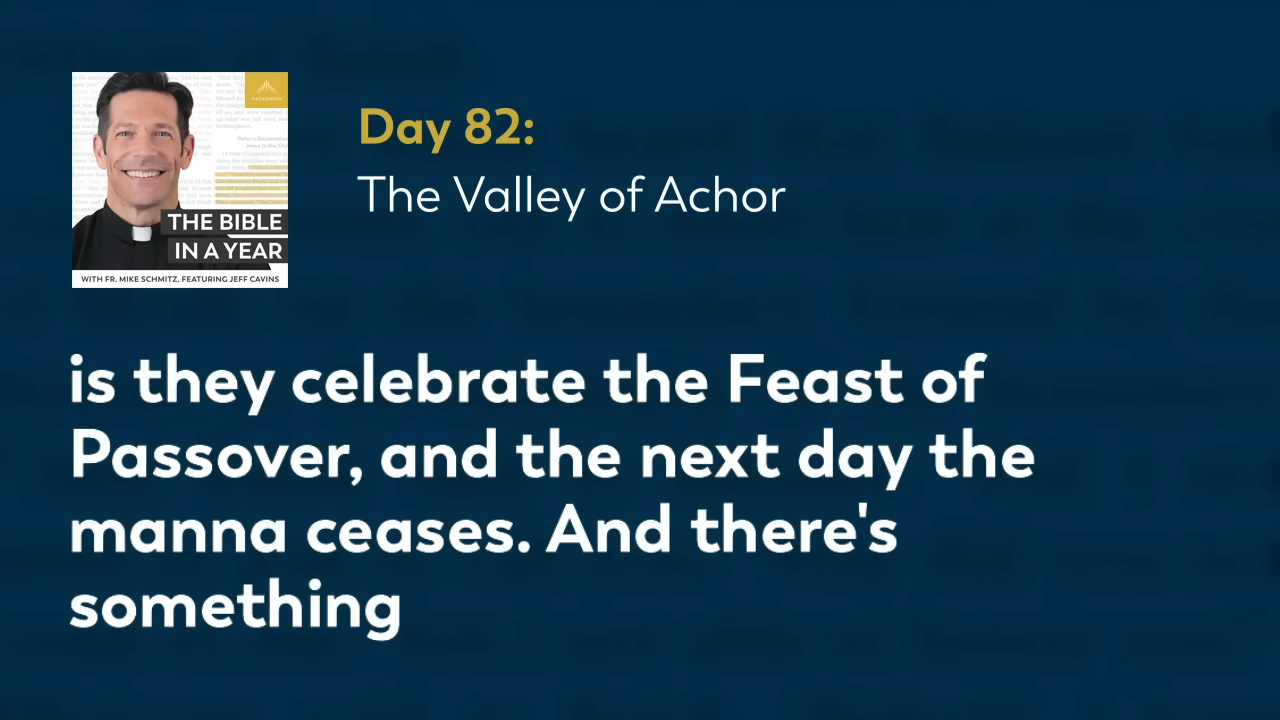 ASCENSION
THE BIBLE
IN A YEAR
WITH FR. MIKE SCHMITZ, FEATURING JEFF CAVINS
Day 82:
The Valley of Achor
is they celebrate the Feast of
Passover, and the next day the
manna ceases. And there's
something